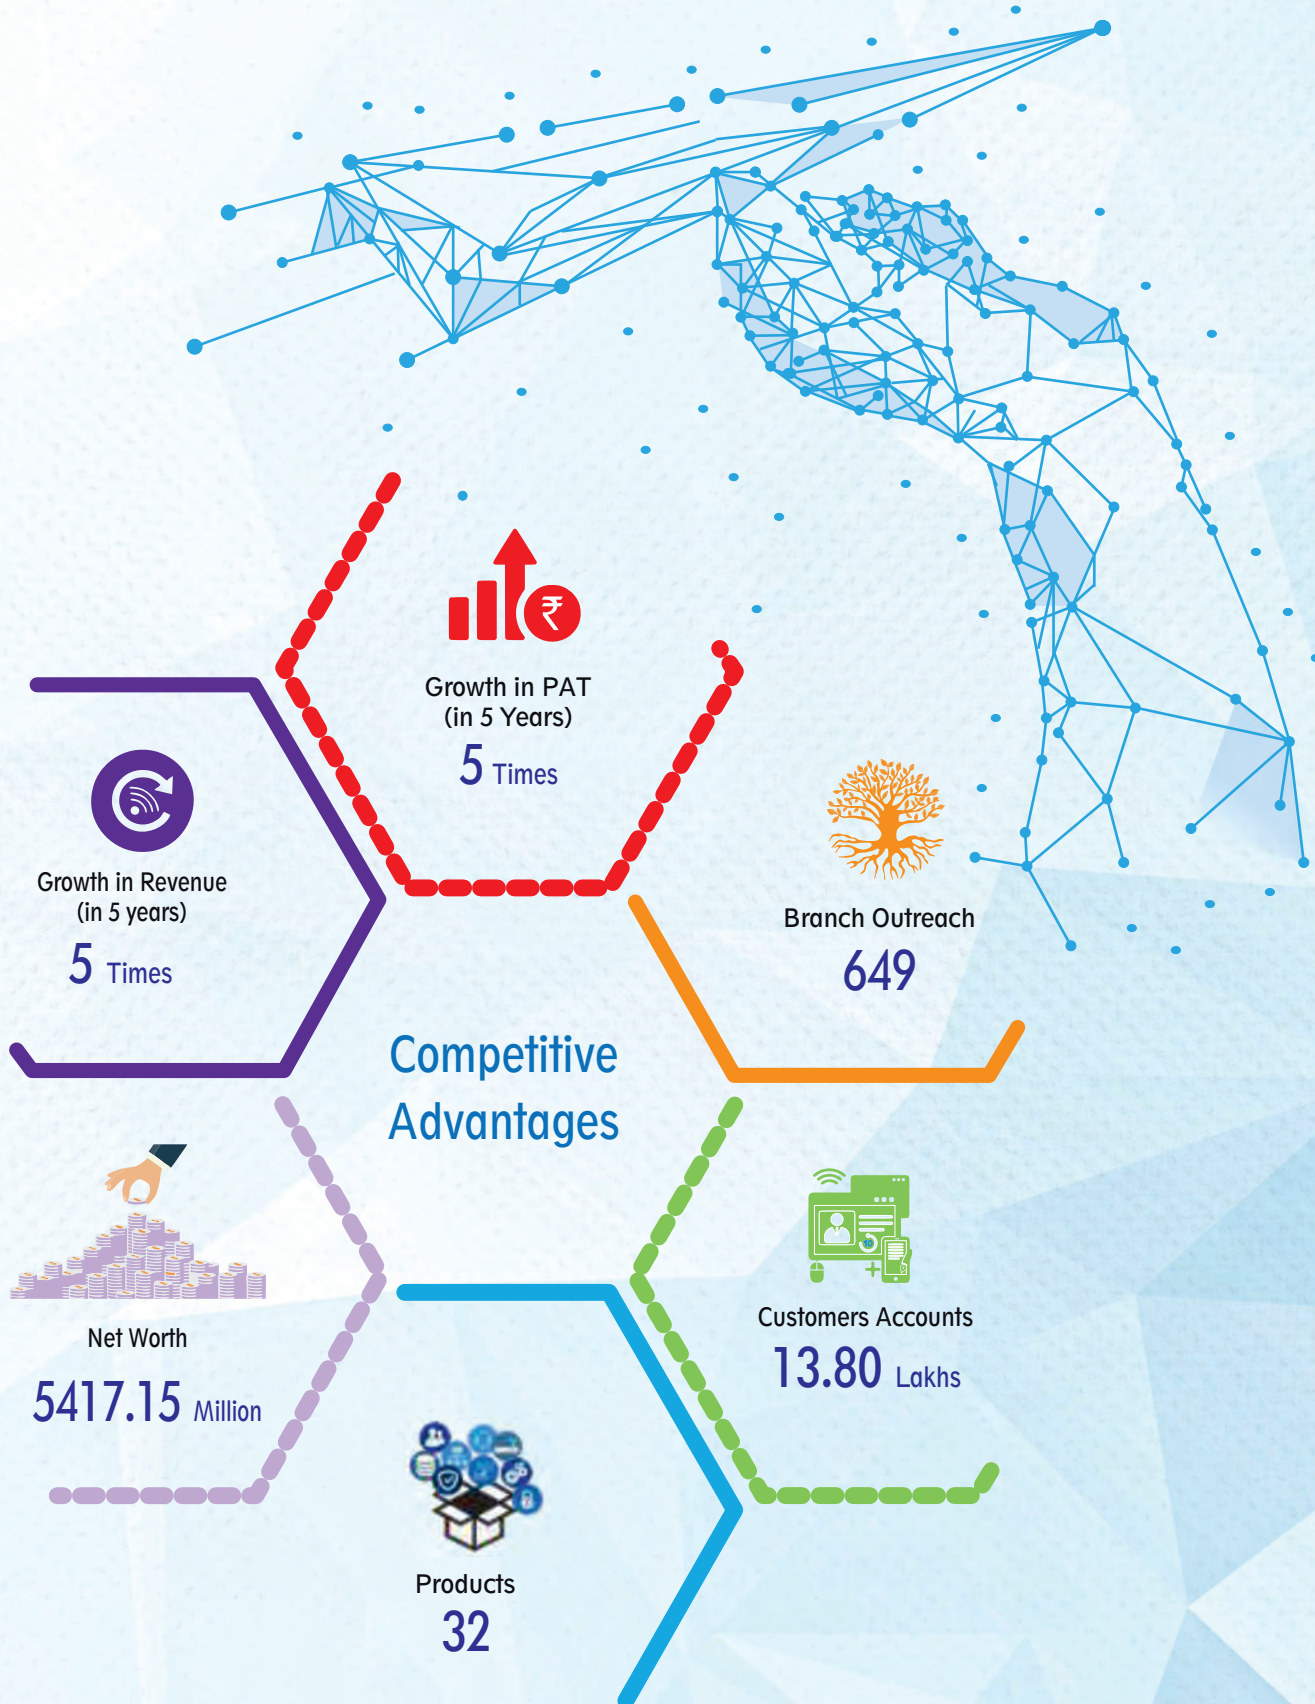 ₹
Growth in PAT
(in 5 Years)
5 Times
Growth in Revenue
(in 5 years)
5 Times
Branch Outreach
649
Competitive
Advantages
Net Worth
5417.15 Million
Customers Accounts
13.80 Lakhs
10
Products
32